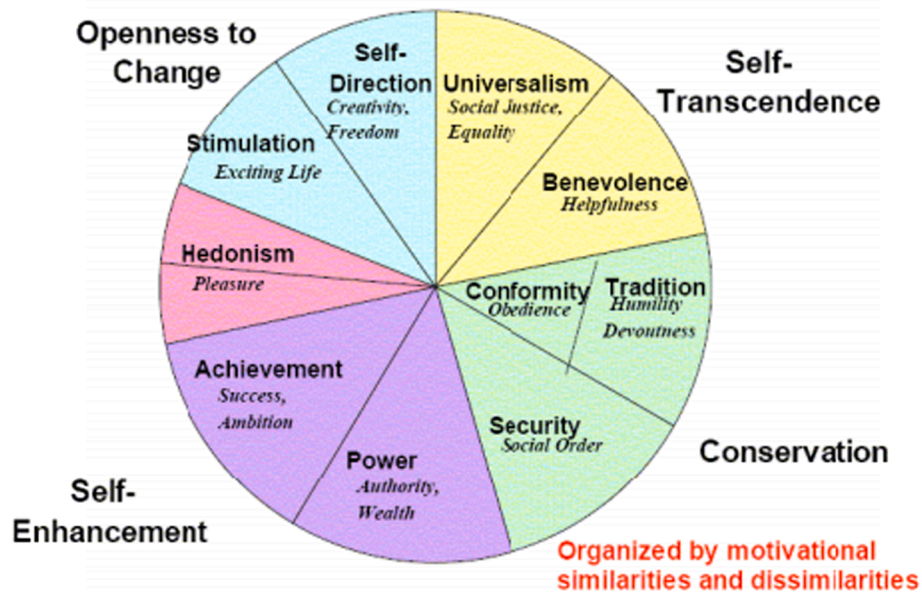 Openness to
Change
Self-
Transcendence
Self-
Direction
Creativity,
Freedom
Universalism
Social Justice,
Equality
Stimulation
Exciting Life
Benevolence
Helpfulness
Hedonism
Pleasure
Conformity
Obedience
Tradition
Humility
Devoutness
Achievement
Success,
Ambition
Security
Social Order
Power
Authority,
Wealth
Conservation
Self-
Enhancement
Organized by motivational
similarities and dissimilarities